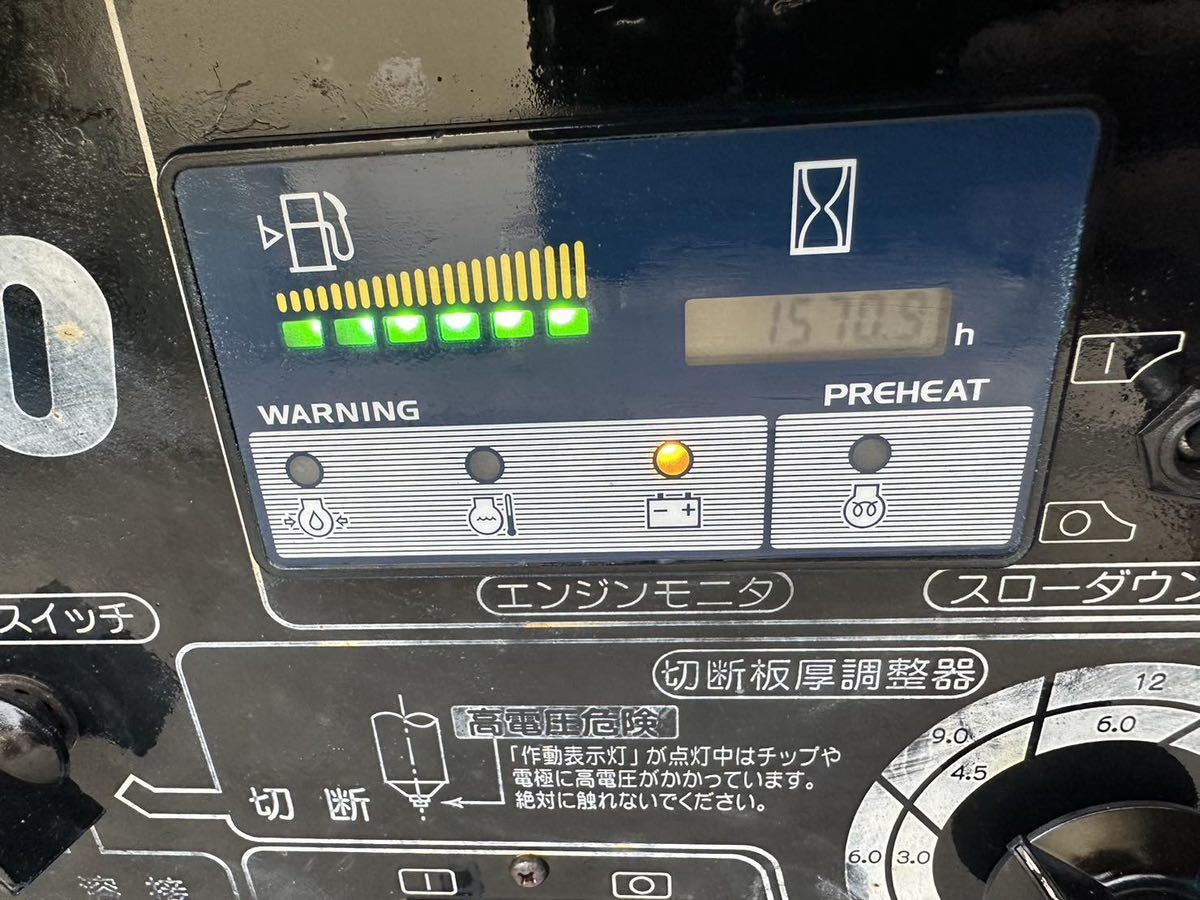 1570.9 h
WARNING
PREHEAT
エンジンモニタ
スローダウン
スイッチ
切断板厚調整器
12
9.0
6.0
4.5
6.0
3.0
高電圧危険
「作動表示灯」が点灯中はチップや
電極に高電圧がかかっています。
絶対に触れないでください。
切断
溶接